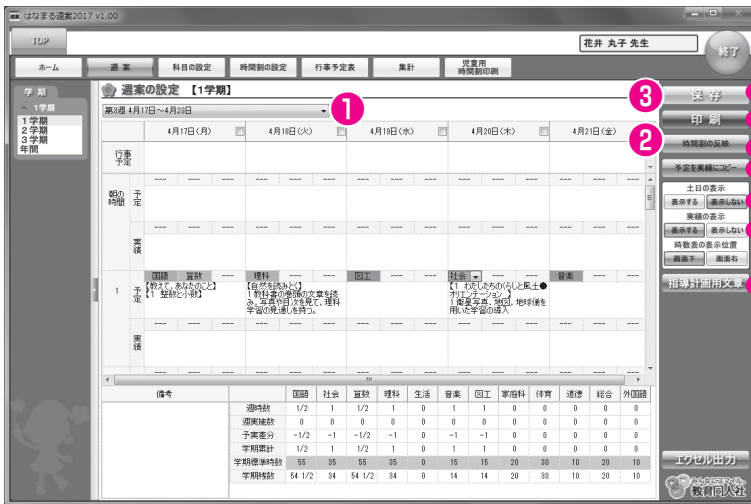 はなまる週案2017 v1.00
TOP
花井 丸子 先生
終了
ホーム 週 案 科目の設定 時間割の設定 行事予定表 集計 児童用 時間割印刷
学 期
1学期
1学期
2学期
3学期
年間
週案の設定 【1学期】
第3週 4月17日～4月23日
1
3
2
保 存
印 刷
時間割の反映
予定を実績にコピー
土日の表示
表示する 表示しない
実績の表示
表示する 表示しない
時数表の表示位置
画面下 画面右
指導計画用文章
4月17日(月) 4月18日(火) 4月19日(水) 4月20日(木) 4月21日(金)
行事予定
朝の時間 予定
実績
国語 算数 --- 理科 --- --- 図工 --- 社会 --- 音楽 ---
1 予定
【教えて,あなたのこと】
【1 整数と小数】
【自然を読みとく】
1教科書の巻頭の文章を読み,写真や目次を見て,理科学習の見通しを持つ。
【1 わたしたちのくらしと風土●オリエンテーション 】
1衛星写真,地図,地球儀を用いた学習の導入
実績
備考
国語 社会 算数 理科 生活 音楽 図工 家庭科 体育 道徳 総合 外国語
週時数 1/2 1 1/2 1 0 1 1 0 0 0 0 0
週実施数 0 0 0 0 0 0 0 0 0 0 0 0
予実差分 -1/2 -1 -1/2 -1 0 -1 -1 0 0 0 0 0
学期累計 1/2 1 1/2 1 0 1 1 0 0 0 0 0
学期標準時数 55 35 55 35 0 15 15 20 30 10 20 10
学期残数 54 1/2 34 54 1/2 34 0 14 14 20 30 10 20 10
エクセル出力
みんなにスマイル
教育同人社